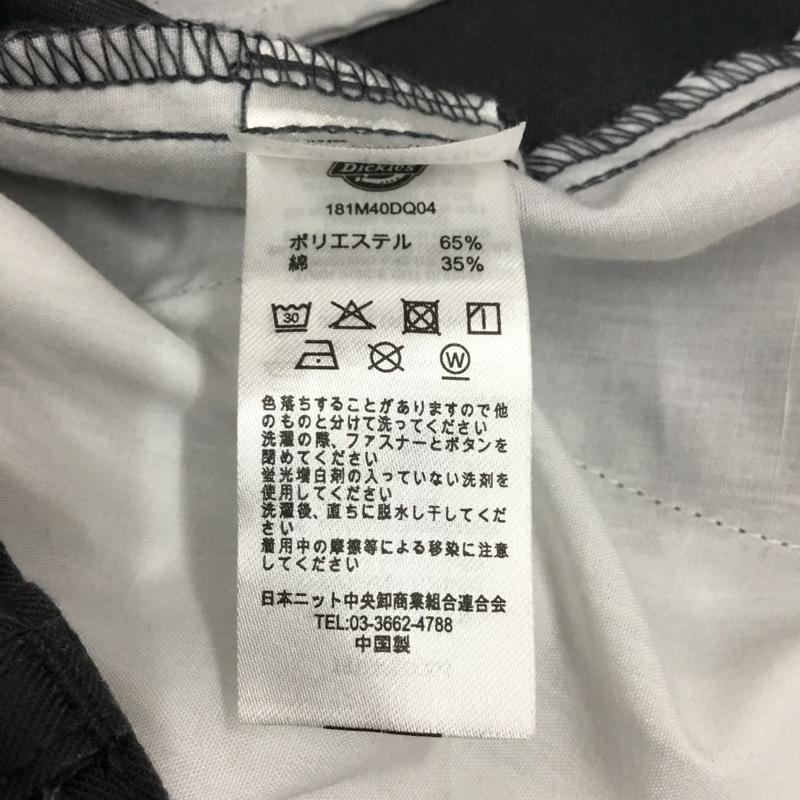 Dickies
181M40DQ04
ポリエステル 65%
綿 35%
30
W
色落ちすることがありますので他
のものと分けて洗ってください
洗濯の際、ファスナーとボタンを
閉めてください
蛍光増白剤の入っていない洗剤を
使用してください
洗濯後、直ちに脱水し干してくだ
さい
着用中の摩擦等による移染に注意
してください
日本ニット中央卸商業組合連合会
TEL:03-3662-4788
中国製